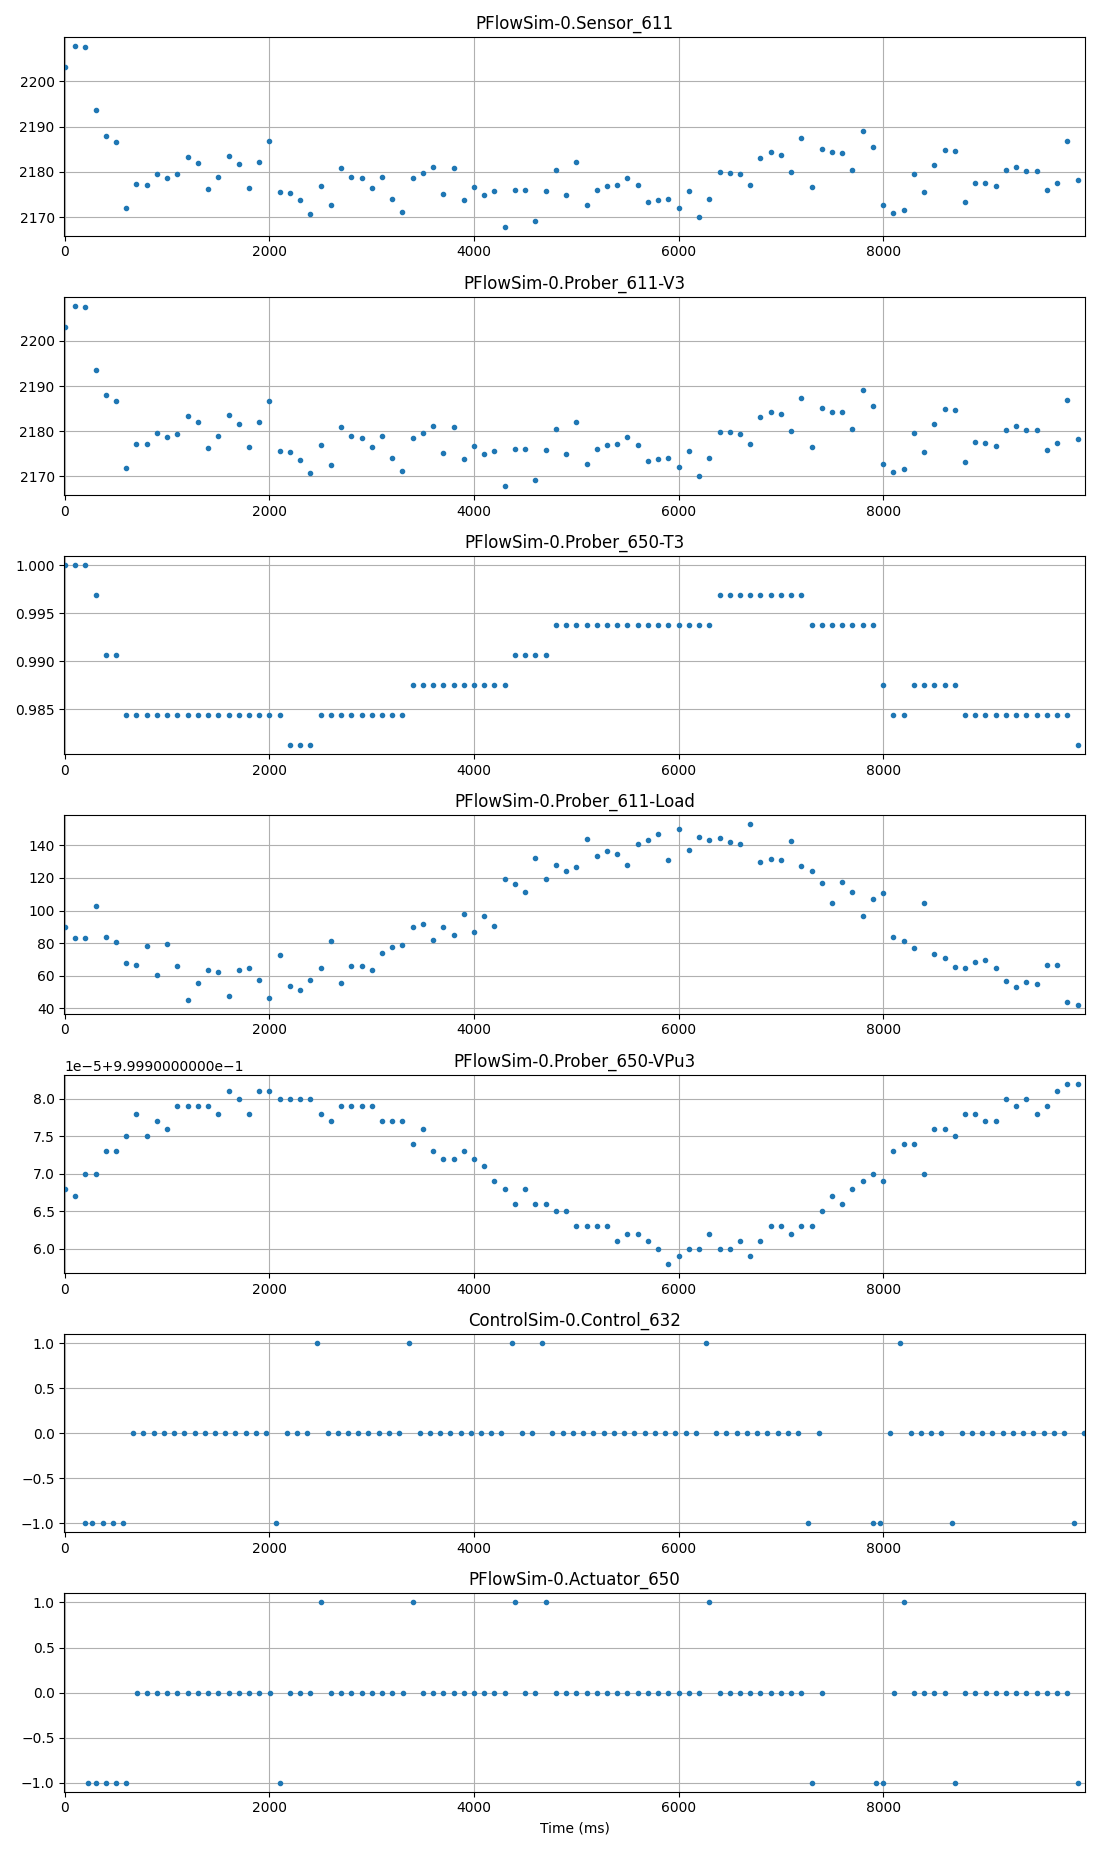 PFlowSim-0.Sensor_611
2200
2190
2180
2170
0 2000 4000 6000 8000
PFlowSim-0.Prober_611-V3
2200
2190
2180
2170
0 2000 4000 6000 8000
PFlowSim-0.Prober_650-T3
1.000
0.995
0.990
0.985
0 2000 4000 6000 8000
PFlowSim-0.Prober_611-Load
140
120
100
80
60
40
0 2000 4000 6000 8000
PFlowSim-0.Prober_650-VPu3
1e−5+9.9990000000e−1
8.0
7.5
7.0
6.5
6.0
0 2000 4000 6000 8000
ControlSim-0.Control_632
1.0
0.5
0.0
−0.5
−1.0
0 2000 4000 6000 8000
PFlowSim-0.Actuator_650
1.0
0.5
0.0
−0.5
−1.0
0 2000 4000 6000 8000
Time (ms)